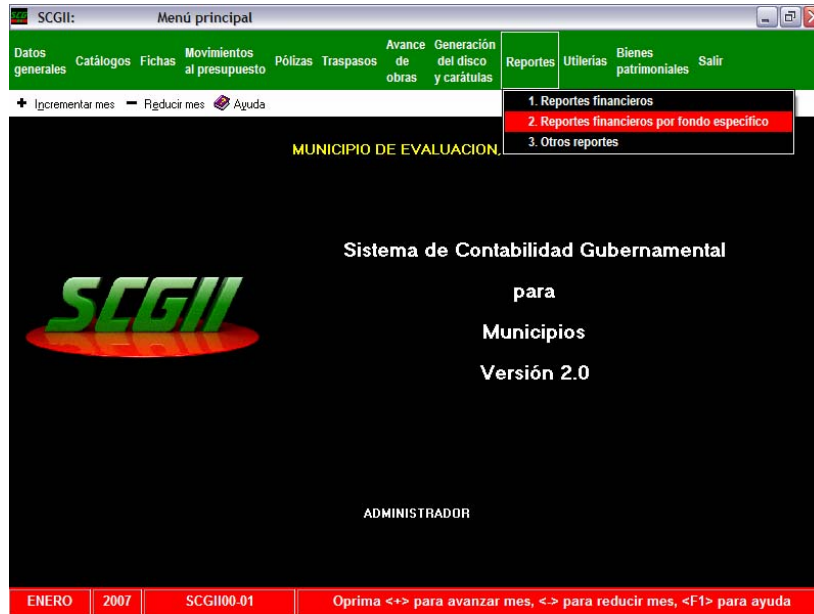 SCGII: Menú principal
Datos generales Catálogos Fichas Movimientos al presupuesto Pólizas Traspasos Avance de obras Generación del disco y carátulas Reportes Utilerías Bienes patrimoniales Salir
Incrementar mes Reducir mes Ayuda
1. Reportes financieros
2. Reportes financieros por fondo especifico
3. Otros reportes
MUNICIPIO DE EVALUACION,
Sistema de Contabilidad Gubernamental
para
Municipios
Versión 2.0
SCGII
ADMINISTRADOR
ENERO 2007 SCGII00-01 Oprima <+> para avanzar mes, <-> para reducir mes, <F1> para ayuda